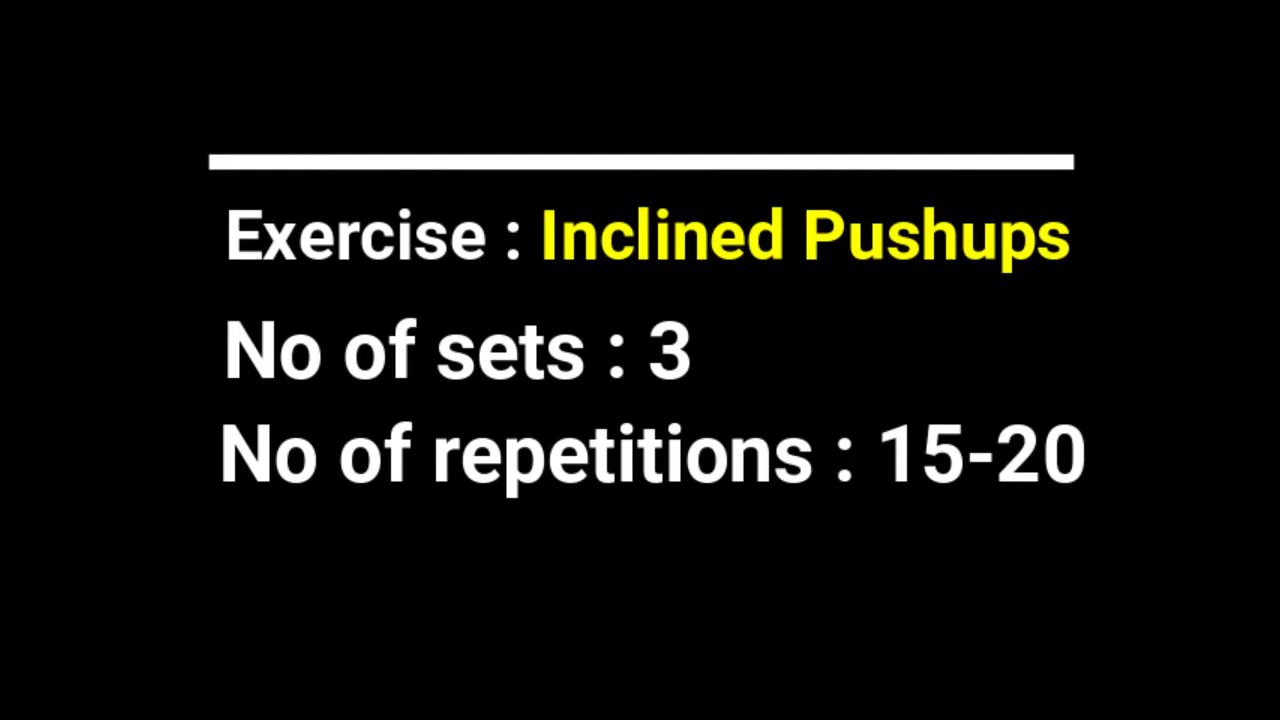 Exercise : Inclined Pushups
No of sets : 3
No of repetitions : 15-20